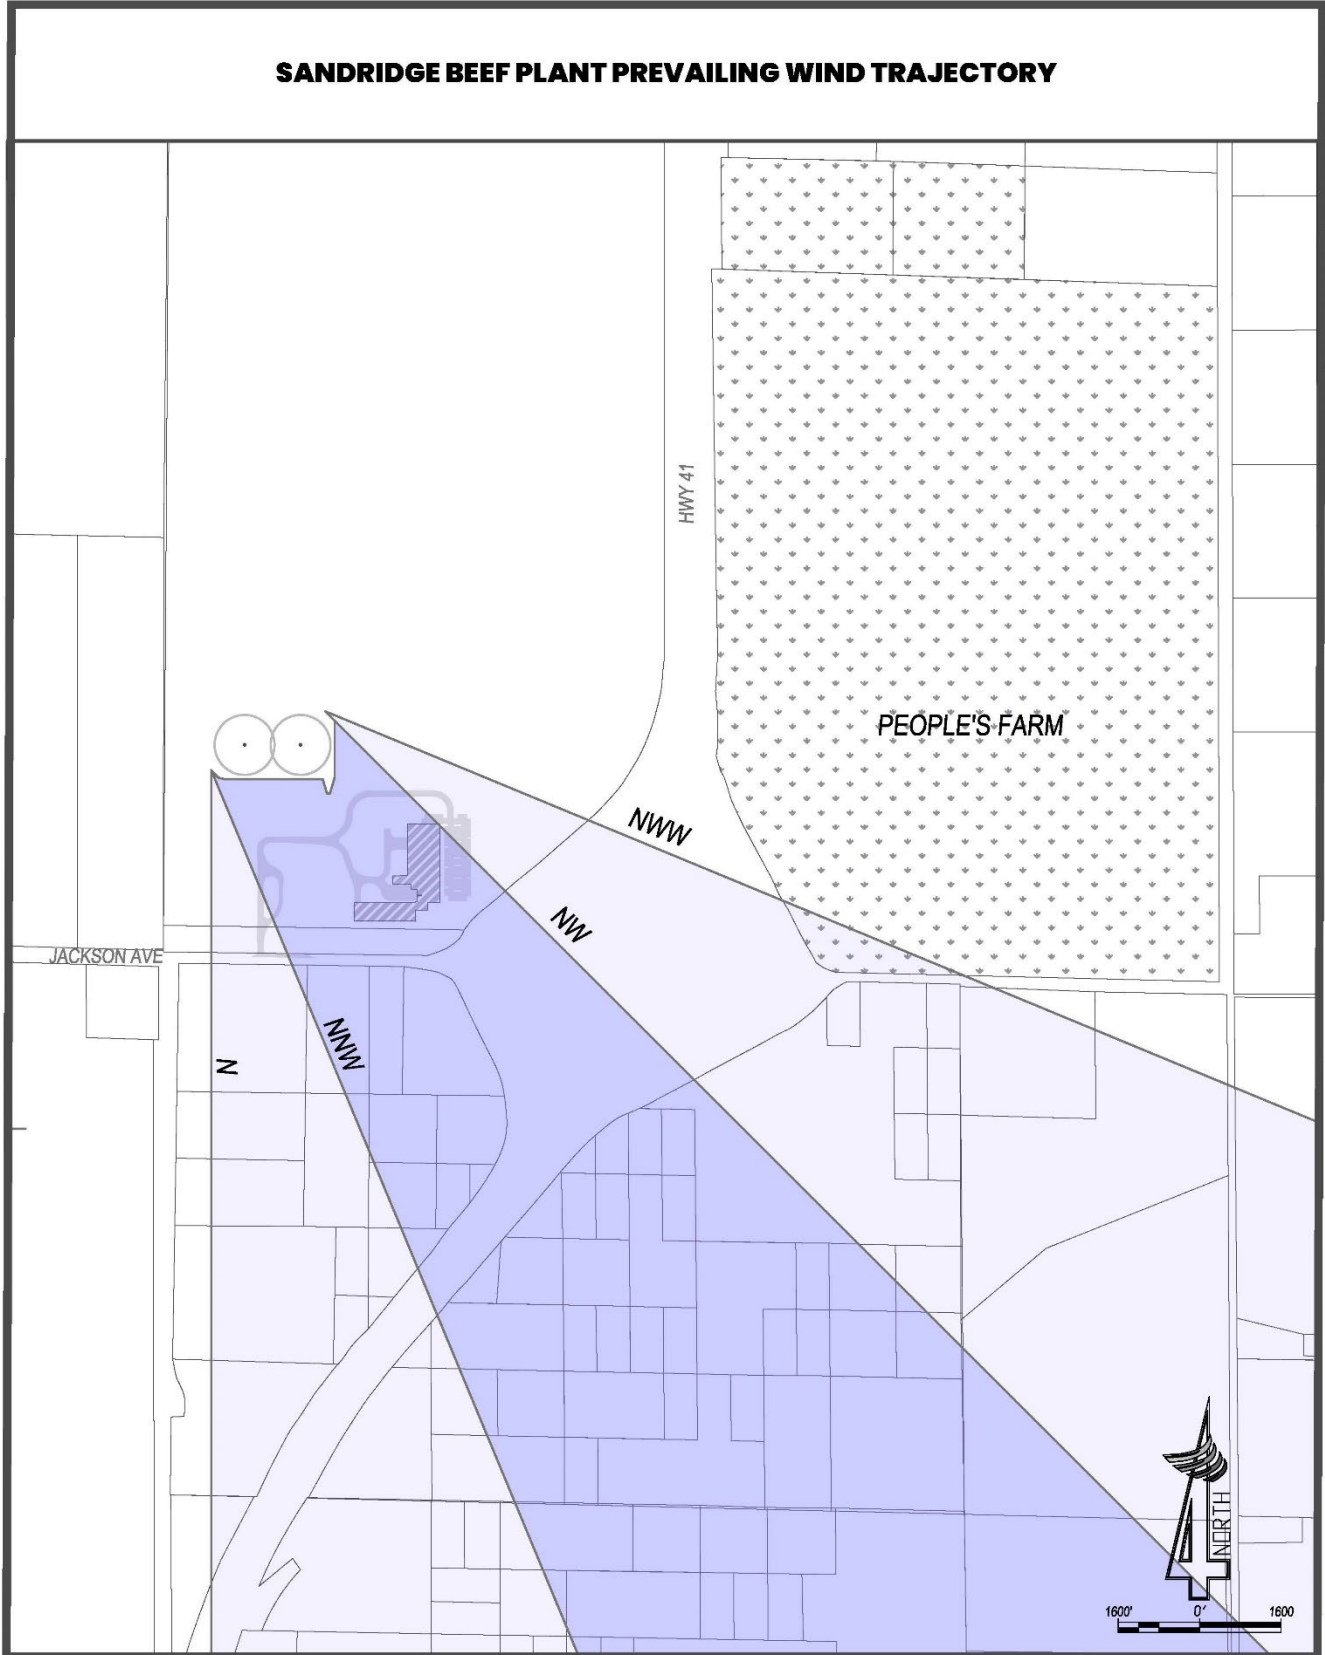 SANDRIDGE BEEF PLANT PREVAILING WIND TRAJECTORY
HWY 41
PEOPLE'S FARM
NWW
NW
JACKSON AVE
NNW
N
NORTH
1600' 0' 1600